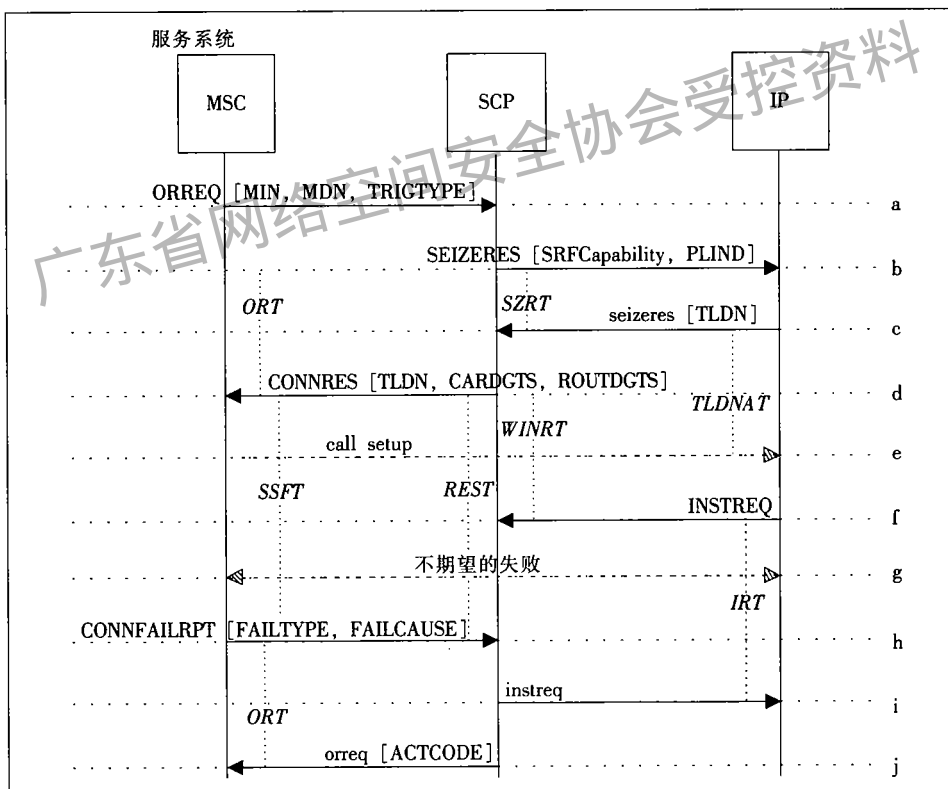 服务系统
MSC
SCP
IP
广东省网络空间安全协会受控资料
ORREQ [MIN, MDN, TRIGTYPE]
a
SEIZERES [SRFCapability, PLIND]
b
ORT
SZRT
seizeres [TLDN]
c
CONNRES [TLDN, CARDGTS, ROUTDGTS]
d
TLDNAT
WINRT
call setup
e
SSFT
REST
INSTREQ
f
不期望的失败
g
IRT
CONNFAILRPT [FAILTYPE, FAILCAUSE]
h
instreq
i
ORT
orreq [ACTCODE]
j